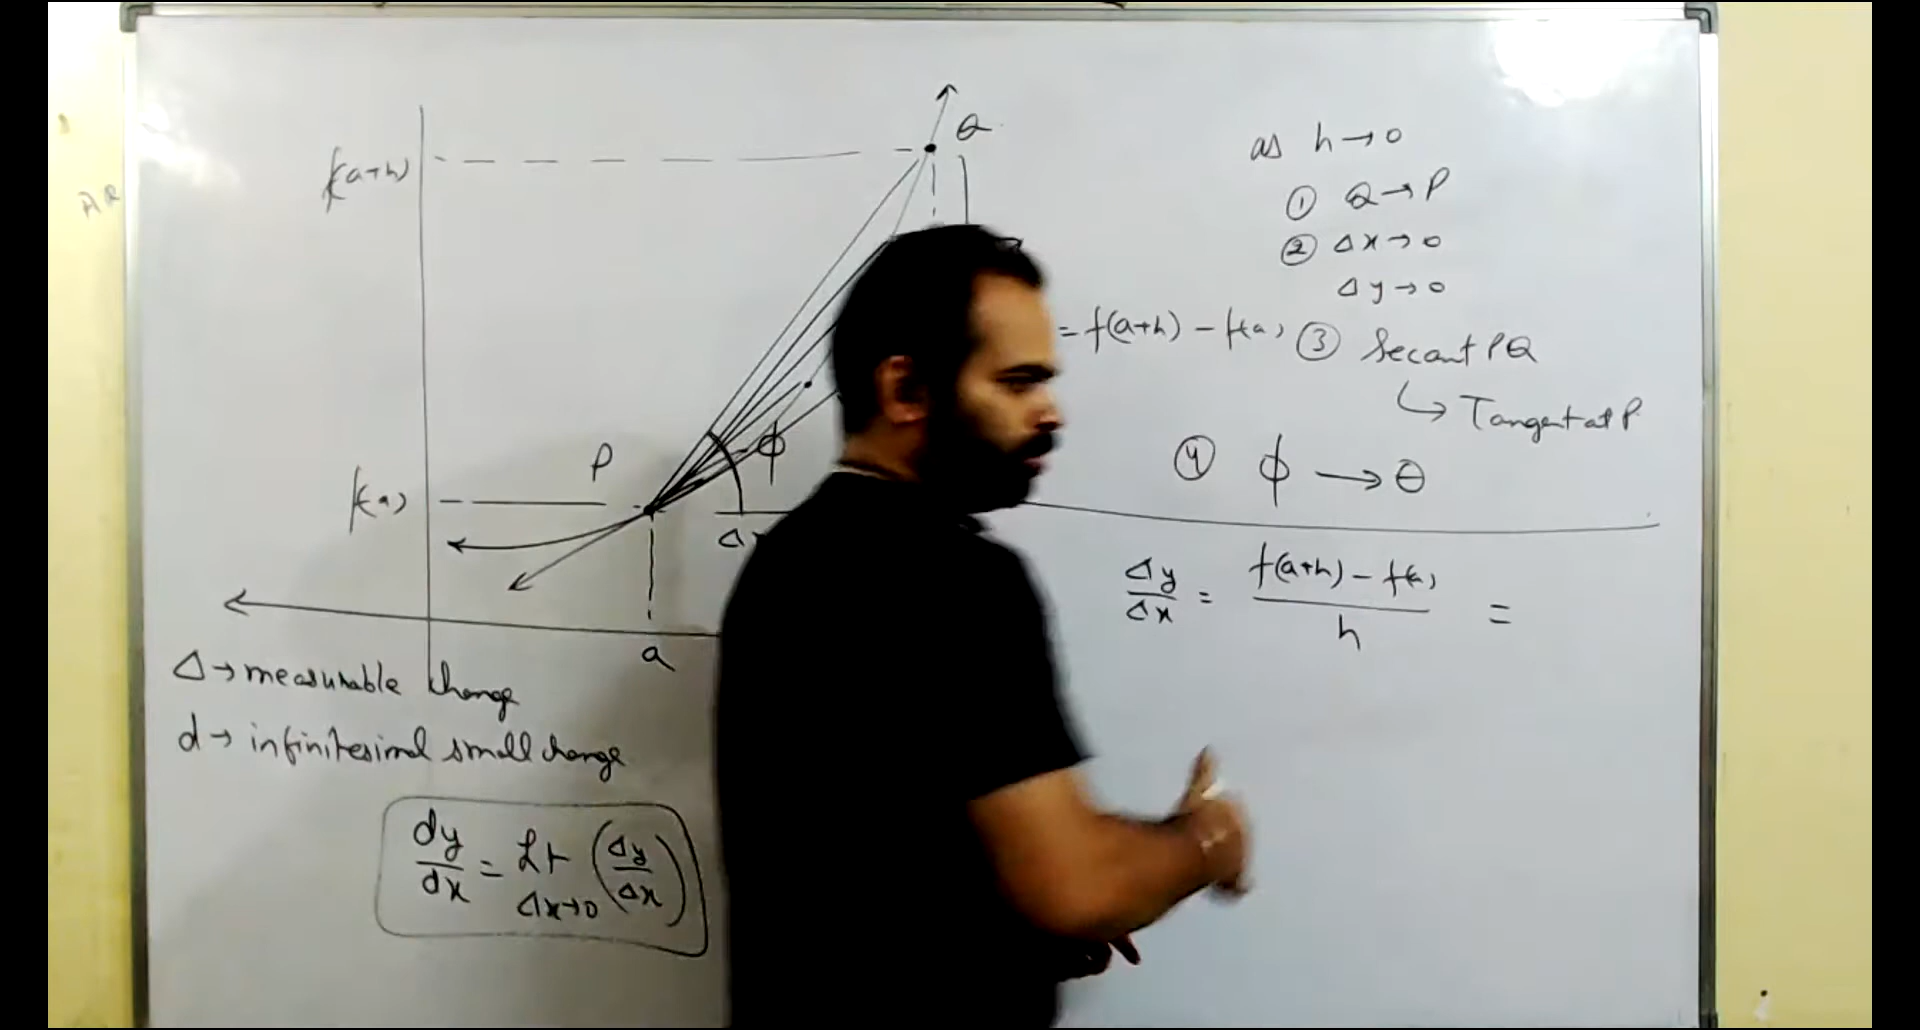 f(a+h)
Q
P
ϕ
f(a)
Δx
a
Δ → measurable change
d → infinitesimal small change
dy/dx = Lt Δx→0 (Δy/Δx)
as h → 0
① Q → P
② Δx → 0
Δy → 0
= f(a+h) - f(a)
③ Secant PQ
↳ Tangent at P
④ ϕ → θ
Δy/Δx = f(a+h) - f(a)/h =